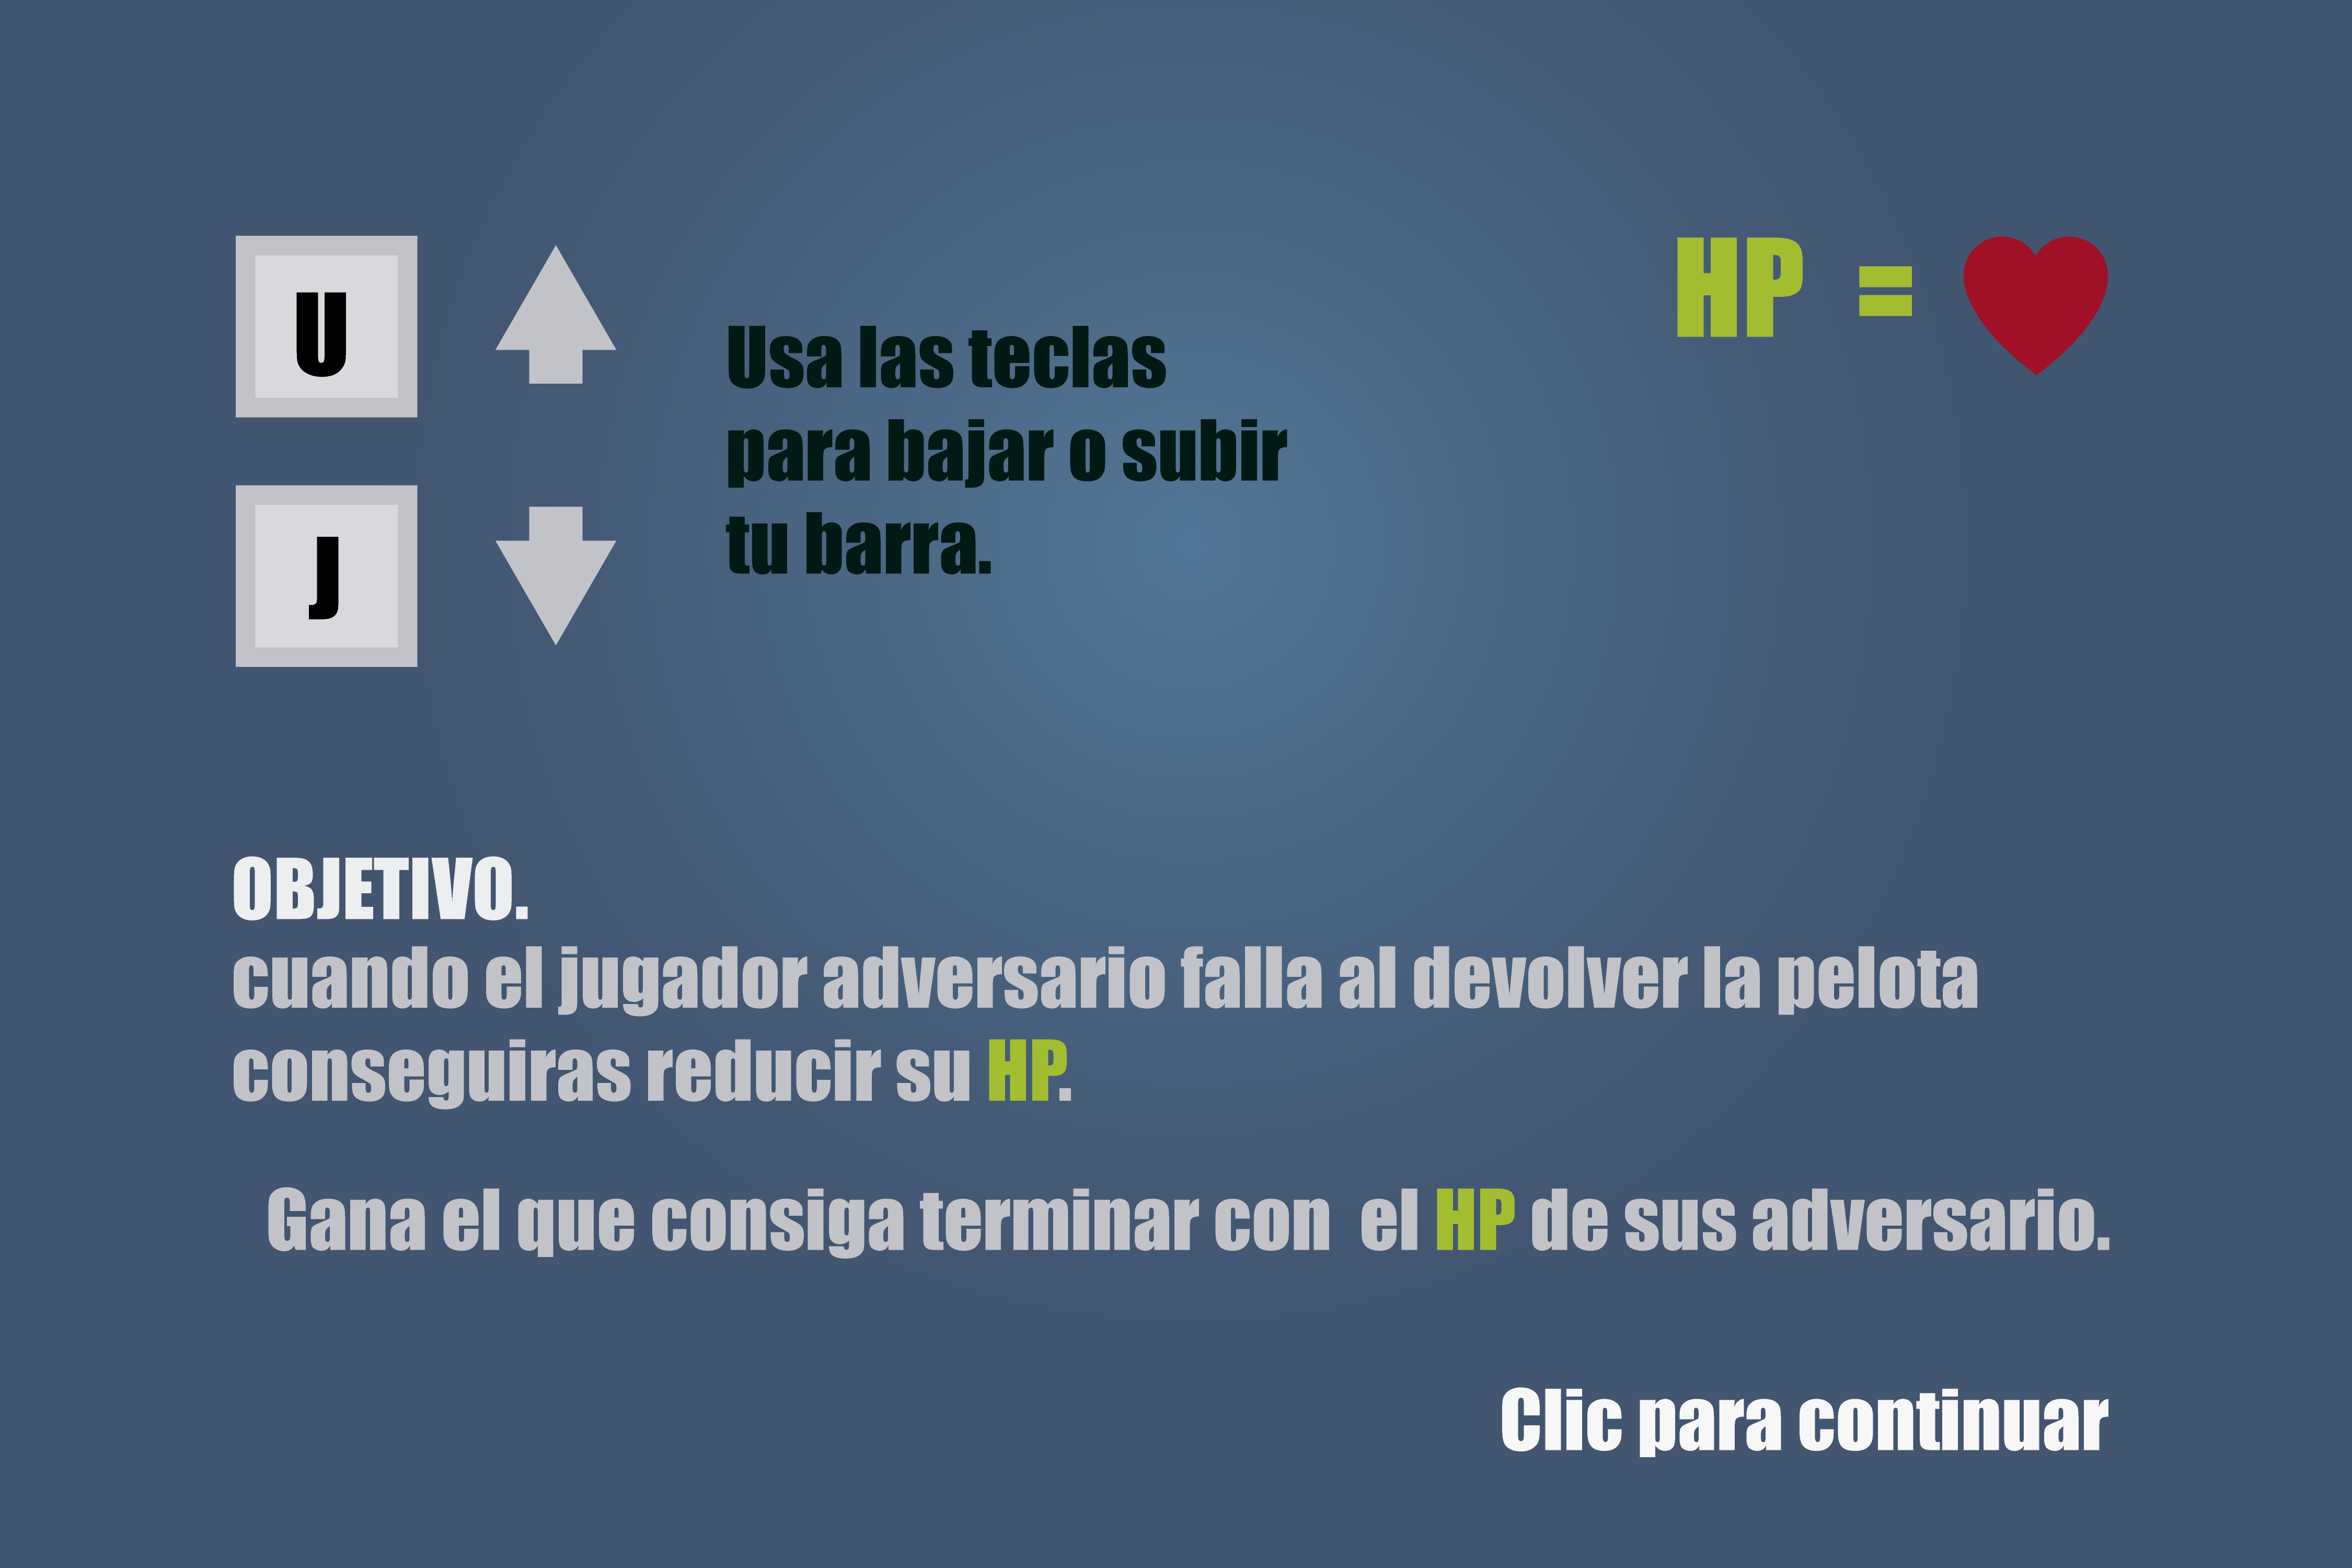 U
J
Usa las teclas
para bajar o subir
tu barra.
HP =
OBJETIVO.
cuando el jugador adversario falla al devolver la pelota
conseguiras reducir su HP.
Gana el que consiga terminar con el HP de sus adversario.
Clic para continuar